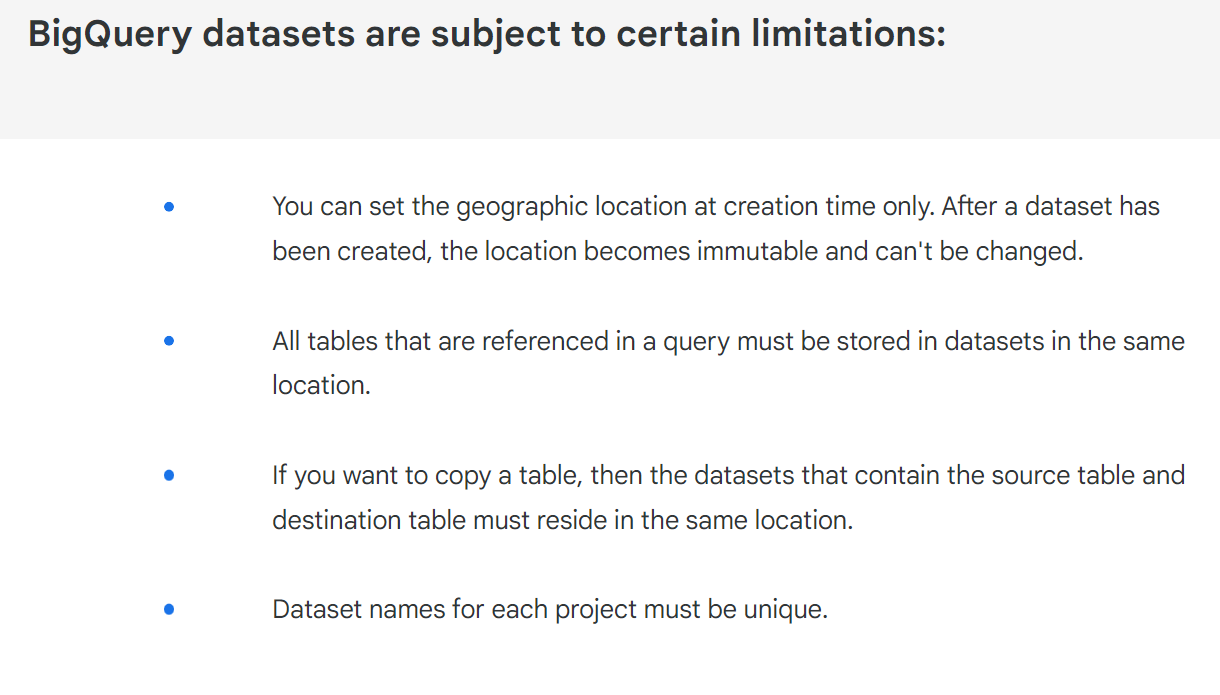 BigQuery datasets are subject to certain limitations:
You can set the geographic location at creation time only. After a dataset has
been created, the location becomes immutable and can't be changed.
All tables that are referenced in a query must be stored in datasets in the same
location.
If you want to copy a table, then the datasets that contain the source table and
destination table must reside in the same location.
Dataset names for each project must be unique.